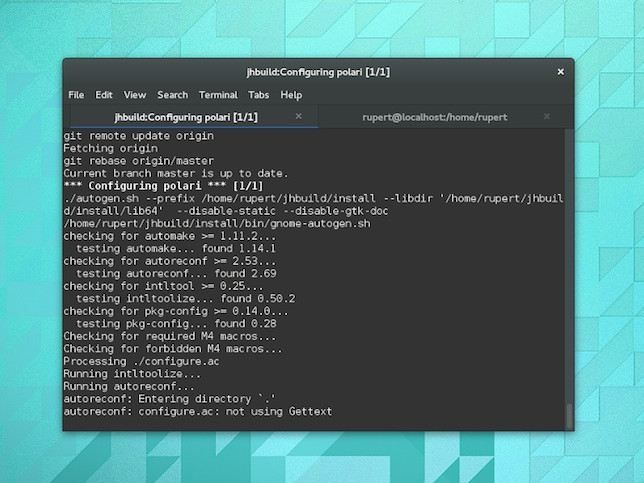 jhbuild:Configuring polari [1/1]
File Edit View Search Terminal Tabs Help
jhbuild:Configuring polari [1/1] rupert@localhost:/home/rupert
git remote update origin
Fetching origin
git rebase origin/master
Current branch master is up to date.
*** Configuring polari *** [1/1]
./autogen.sh --prefix /home/rupert/jhbuild/install --libdir '/home/rupert/jhbuil
d/install/lib64'  --disable-static --disable-gtk-doc
/home/rupert/jhbuild/install/bin/gnome-autogen.sh
checking for automake >= 1.11.2...
  testing automake... found 1.14.1
checking for autoreconf >= 2.53...
  testing autoreconf... found 2.69
checking for intltool >= 0.25...
  testing intltoolize... found 0.50.2
checking for pkg-config >= 0.14.0...
  testing pkg-config... found 0.28
Checking for required M4 macros...
Checking for forbidden M4 macros...
Processing ./configure.ac
Running intltoolize...
Running autoreconf...
autoreconf: Entering directory `.'
autoreconf: configure.ac: not using Gettext